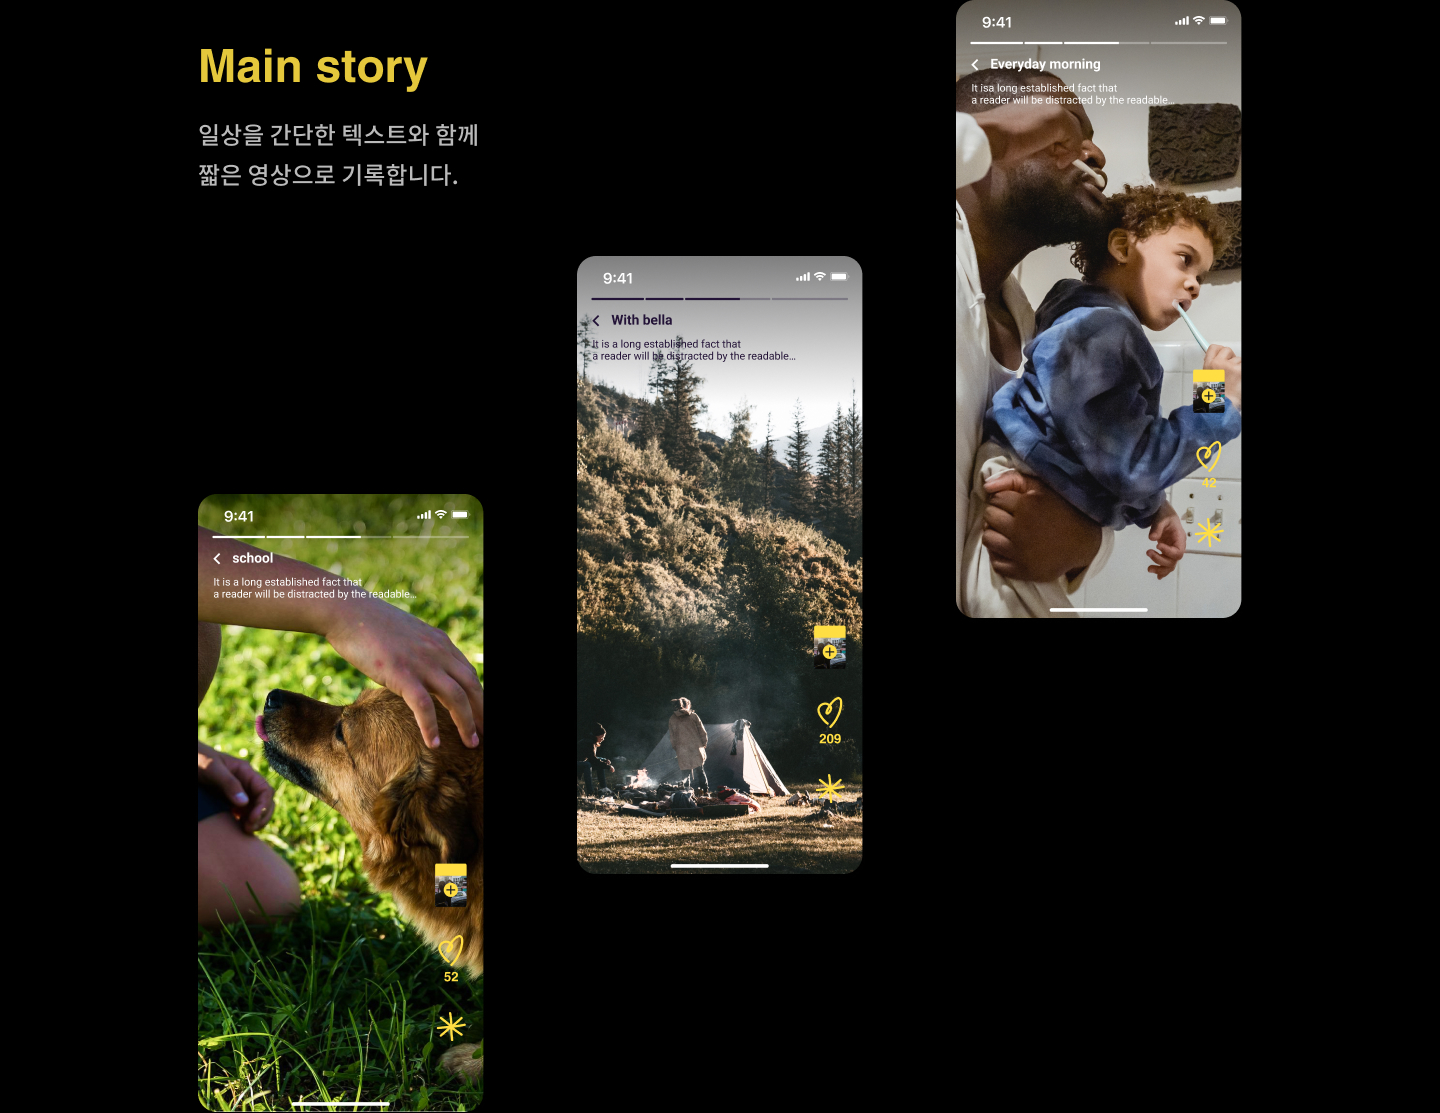 Main story
일상을 간단한 텍스트와 함께
짧은 영상으로 기록합니다.
9:41
school
It is a long established fact that
a reader will be distracted by the readable...
52
9:41
With bella
It is a long established fact that
a reader will be distracted by the readable...
209
9:41
Everyday morning
It isa long established fact that
a reader will be distracted by the readable...
42